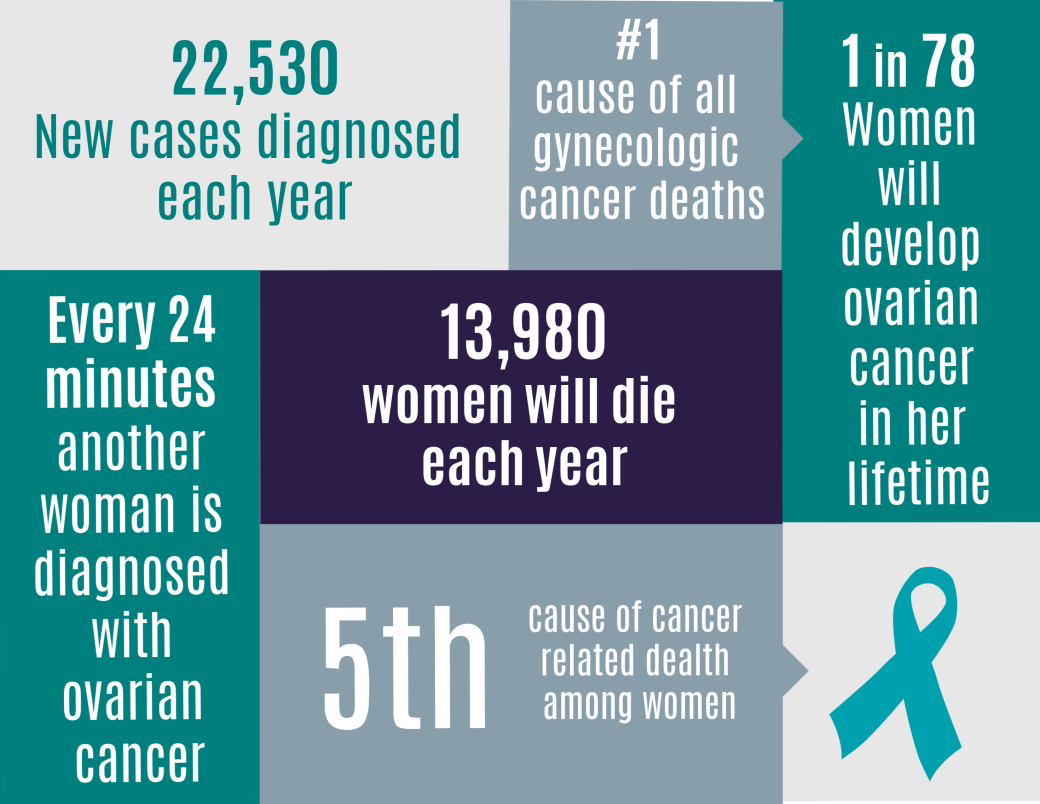 22,530
New cases diagnosed
each year
#1
cause of all
gynecologic
cancer deaths
1 in 78
Women
will
develop
ovarian
cancer
in her
lifetime
Every 24
minutes
another
woman is
diagnosed
with
ovarian
cancer
13,980
women will die
each year
5th
cause of cancer
related dealth
among women